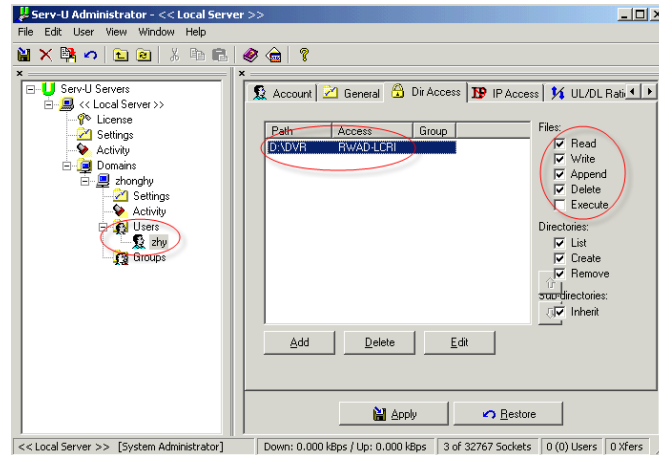 Serv-U Administrator - << Local Server >>
File Edit User View Window Help
Serv-U Servers
<< Local Server >>
License
Settings
Activity
Domains
zhonghy
Settings
Activity
Users
zhy
Groups
Account General Dir Access IP Access UL/DL Rati
Path Access Group
D:\DVR RWAD-LCRI
Files:
Read
Write
Append
Delete
Execute
Directories:
List
Create
Remove
Sub directories:
Inherit
Add Delete Edit
Apply Restore
<< Local Server >> [System Administrator] Down: 0.000 kBps / Up: 0.000 kBps 3 of 32767 Sockets 0 (0) Users 0 Xfers